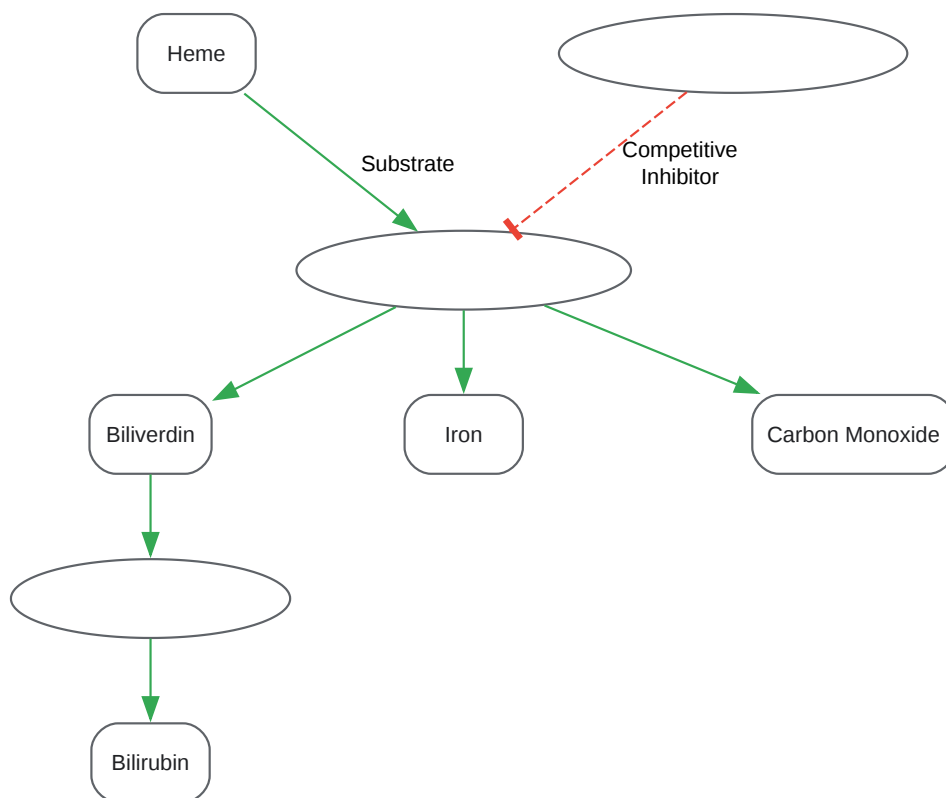 Heme
Substrate
Competitive
Inhibitor
Biliverdin
Iron
Carbon Monoxide
Bilirubin